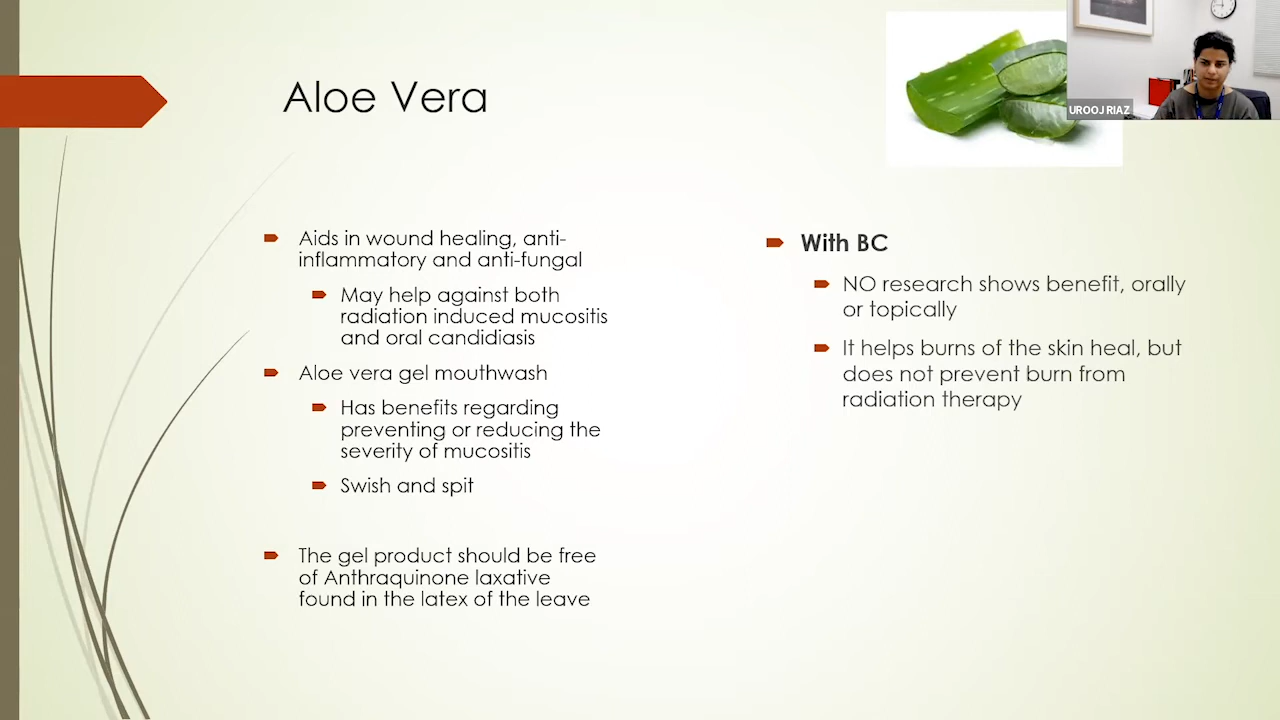 Aloe Vera
UROOJ RIAZ
Aids in wound healing, anti-
inflammatory and anti-fungal
May help against both
radiation induced mucositis
and oral candidiasis
Aloe vera gel mouthwash
Has benefits regarding
preventing or reducing the
severity of mucositis
Swish and spit
The gel product should be free
of Anthraquinone laxative
found in the latex of the leave
With BC
NO research shows benefit, orally
or topically
It helps burns of the skin heal, but
does not prevent burn from
radiation therapy